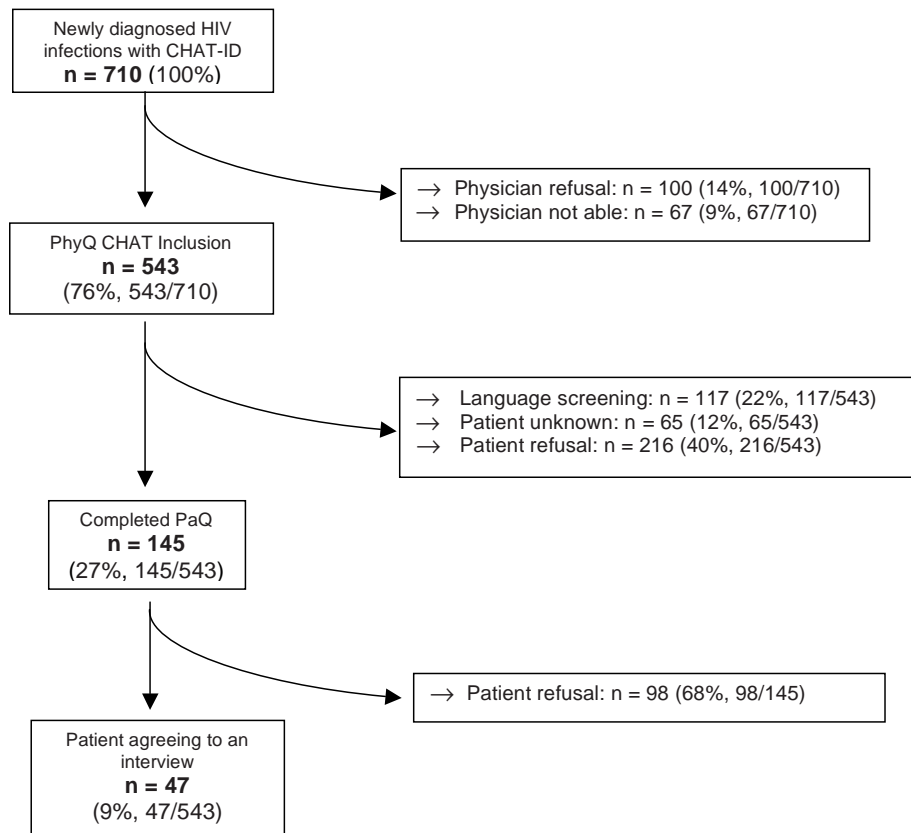 Newly diagnosed HIV
infections with CHAT-ID
n = 710 (100%)
→ Physician refusal: n = 100 (14%, 100/710)
→ Physician not able: n = 67 (9%, 67/710)
PhyQ CHAT Inclusion
n = 543
(76%, 543/710)
→ Language screening: n = 117 (22%, 117/543)
→ Patient unknown: n = 65 (12%, 65/543)
→ Patient refusal: n = 216 (40%, 216/543)
Completed PaQ
n = 145
(27%, 145/543)
→ Patient refusal: n = 98 (68%, 98/145)
Patient agreeing to an
interview
n = 47
(9%, 47/543)